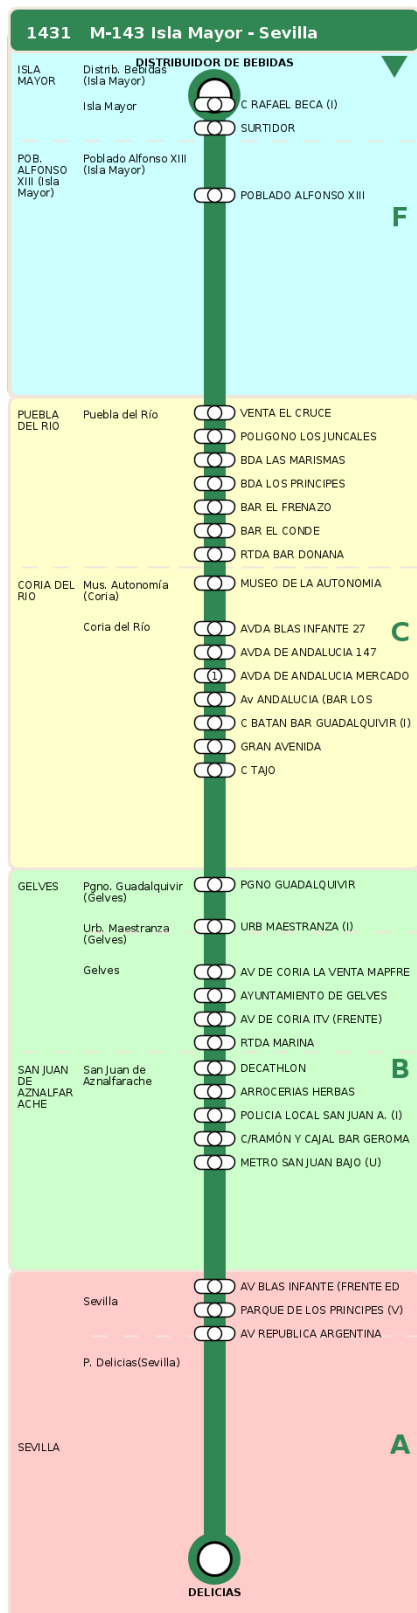 1431 M-143 Isla Mayor - Sevilla
DISTRIBUIDOR DE BEBIDAS
ISLA
MAYOR
Distrib. Bebidas
(Isla Mayor)
Isla Mayor
C RAFAEL BECA (I)
SURTIDOR
POB.
ALFONSO
XIII (Isla
Mayor)
Poblado Alfonso XIII
(Isla Mayor)
POBLADO ALFONSO XIII
F
PUEBLA
DEL RIO
Puebla del Río
VENTA EL CRUCE
POLIGONO LOS JUNCALES
BDA LAS MARISMAS
BDA LOS PRINCIPES
BAR EL FRENAZO
BAR EL CONDE
RTDA BAR DONANA
CORIA DEL
RIO
Mus. Autonomía
(Coria)
MUSEO DE LA AUTONOMIA
Coria del Río
AVDA BLAS INFANTE 27
C
AVDA DE ANDALUCIA 147
1
AVDA DE ANDALUCIA MERCADO
Av ANDALUCIA (BAR LOS
C BATAN BAR GUADALQUIVIR (I)
GRAN AVENIDA
C TAJO
GELVES
Pgno. Guadalquivir
(Gelves)
PGNO GUADALQUIVIR
Urb. Maestranza
(Gelves)
URB MAESTRANZA (I)
Gelves
AV DE CORIA LA VENTA MAPFRE
AYUNTAMIENTO DE GELVES
AV DE CORIA ITV (FRENTE)
RTDA MARINA
SAN JUAN
DE
AZNALFAR
ACHE
San Juan de
Aznalfarache
DECATHLON
B
ARROCERIAS HERBAS
POLICIA LOCAL SAN JUAN A. (I)
C/RAMÓN Y CAJAL BAR GEROMA
METRO SAN JUAN BAJO (U)
Sevilla
AV BLAS INFANTE (FRENTE ED
PARQUE DE LOS PRINCIPES (V)
AV REPUBLICA ARGENTINA
P. Delicias(Sevilla)
SEVILLA
A
DELICIAS